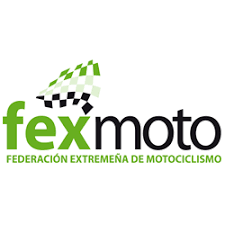 fexmoto
FEDERACIÓN EXTREMEÑA DE MOTOCICLISMO